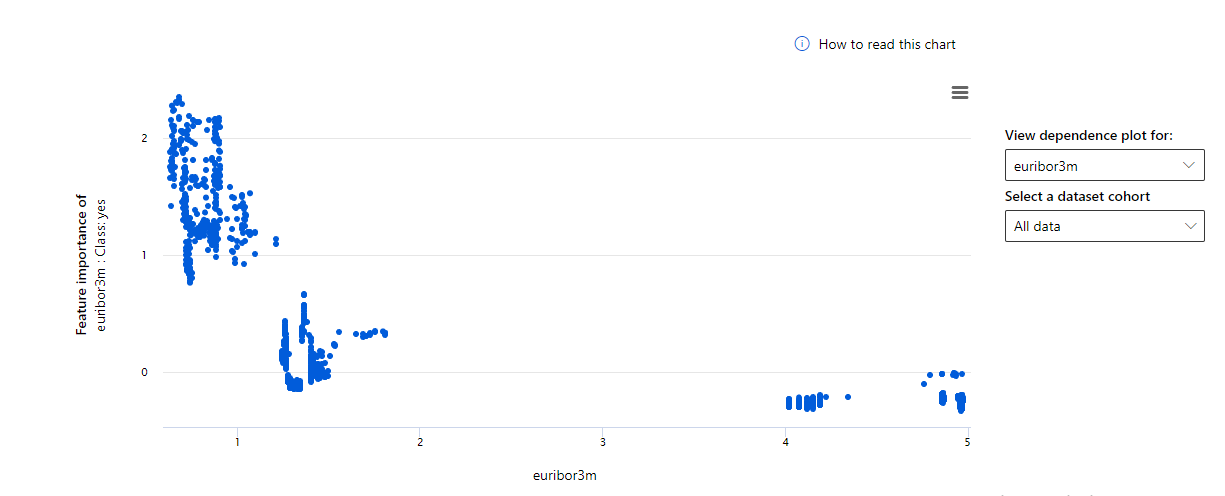 How to read this chart
View dependence plot for:
euribor3m
Select a dataset cohort
All data
Feature importance of
euribor3m : Class: yes
2
1
0
1
2
3
4
5
euribor3m